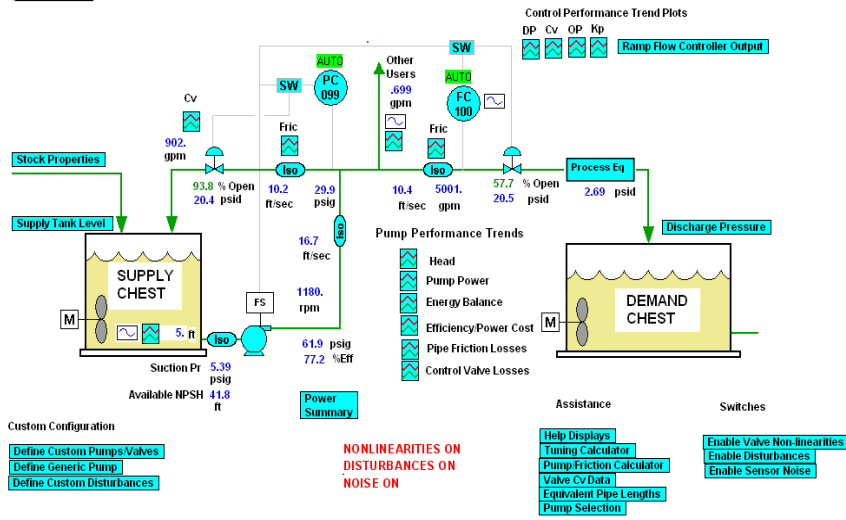 Control Performance Trend Plots
DP Cv OP Kp
Ramp Flow Controller Output
SW
AUTO
PC
099
SW
Other
Users
.699
gpm
AUTO
FC
100
Cv
902.
gpm
Fric
Fric
Stock Properties
Iso
Iso
Process Eq
93.8 % Open
20.4 psid
10.2
ft/sec
29.9
psig
10.4
ft/sec
5001.
gpm
57.7 % Open
20.5 psid
2.69 psid
Supply Tank Level
Iso
Discharge Pressure
16.7
ft/sec
Pump Performance Trends
Head
Pump Power
Energy Balance
Efficiency/Power Cost
Pipe Friction Losses
Control Valve Losses
SUPPLY
CHEST
M
5. ft
FS
1180.
rpm
Iso
61.9 psig
77.2 %Eff
DEMAND
CHEST
M
Suction Pr 5.39
psig
Available NPSH 41.8
ft
Power
Summary
Custom Configuration
Define Custom Pumps/Valves
Define Generic Pump
Define Custom Disturbances
NONLINEARITIES ON
DISTURBANCES ON
NOISE ON
Assistance
Help Displays
Tuning Calculator
Pump/Friction Calculator
Valve Cv Data
Equivalent Pipe Lengths
Pump Selection
Switches
Enable Valve Non-linearities
Enable Disturbances
Enable Sensor Noise